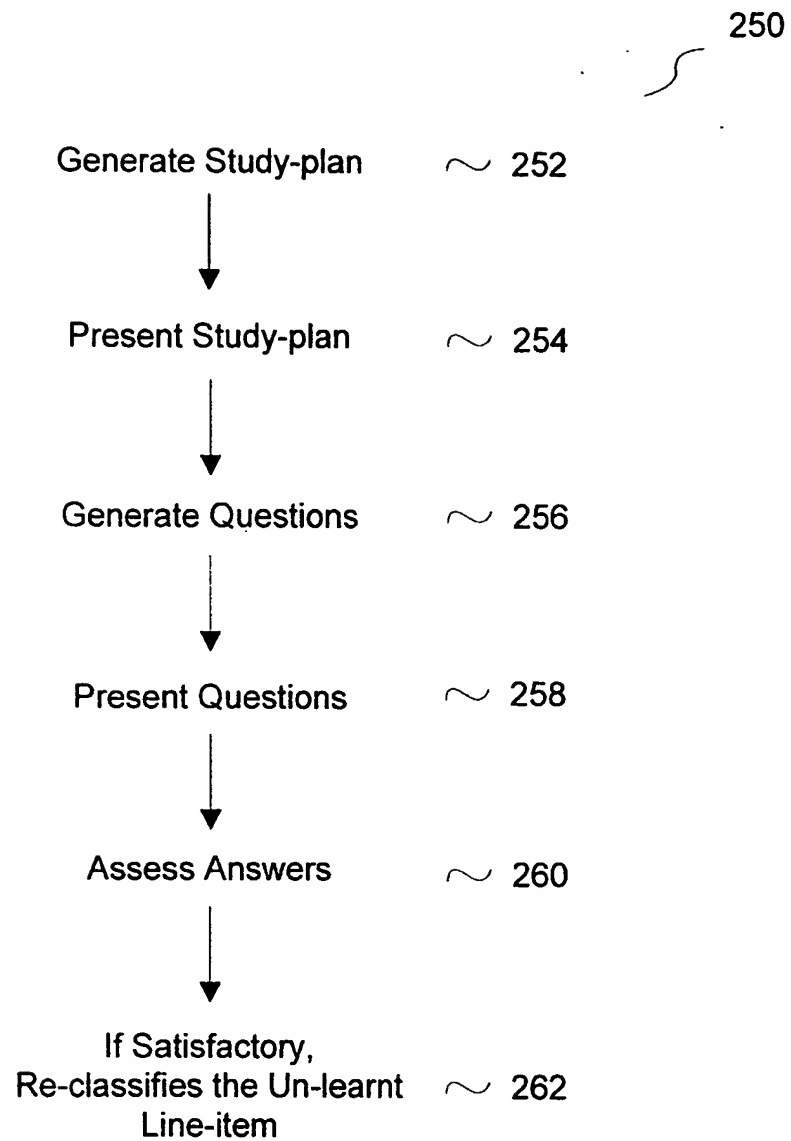 250
Generate Study-plan 252
Present Study-plan 254
Generate Questions 256
Present Questions 258
Assess Answers 260
If Satisfactory,
Re-classifies the Un-learnt 262
Line-item